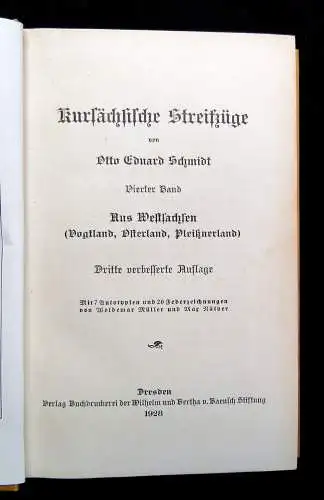 Kursächsische Streifzüge
von
Otto Eduard Schmidt
Vierter Band
Aus Westsachsen
(Vogtland, Osterland, Pleißnerland)
Dritte verbesserte Auflage
Mit 7 Autotypien und 20 Federzeichnungen
von Woldemar Müller und Max Näther
Dresden
Verlag Buchdruckerei der Wilhelm und Bertha v. Baensch Stiftung
1928